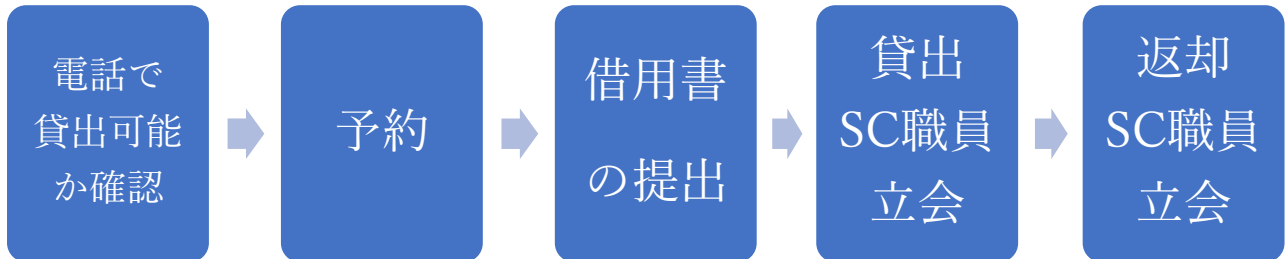 電話で
貸出可能
か確認
予約
借用書
の提出
貸出
SC職員
立会
返却
SC職員
立会